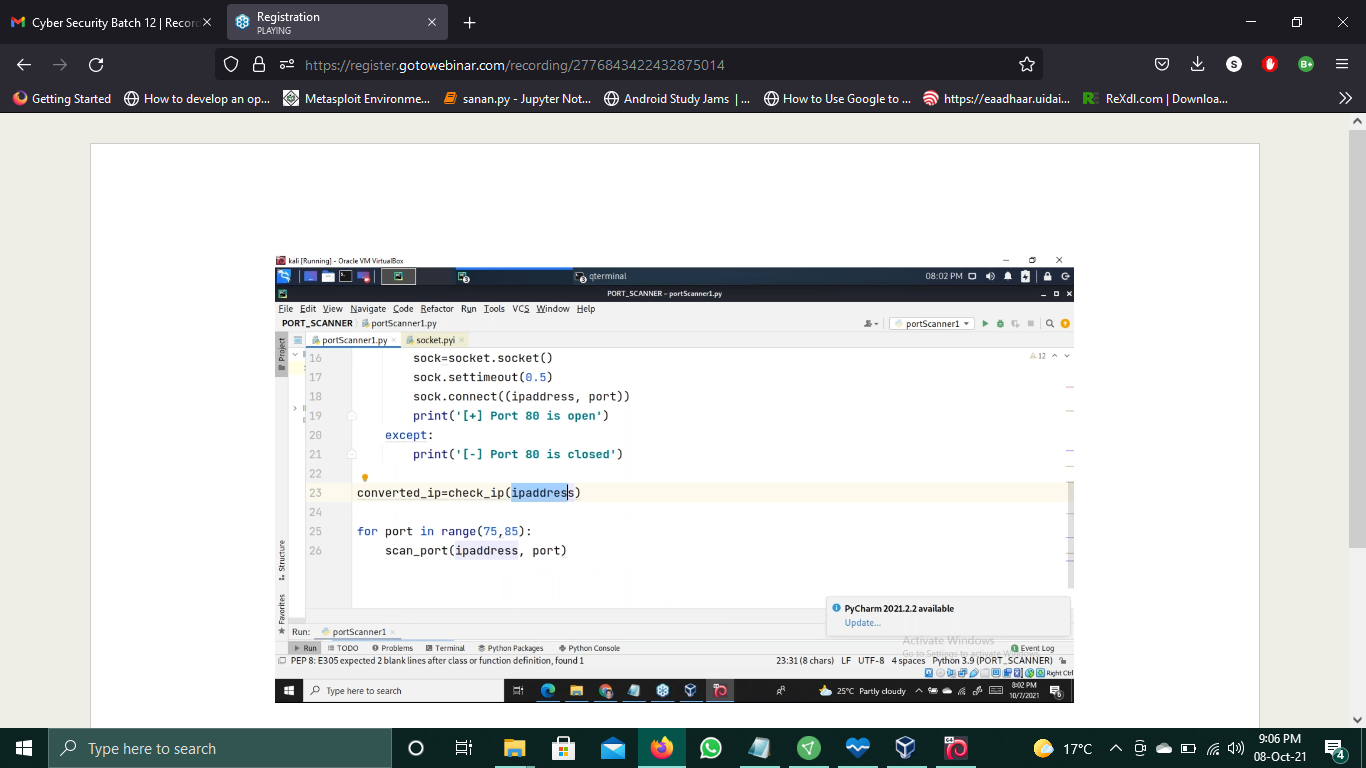 Cyber Security Batch 12 | Recor
Registration
PLAYING
https://register.gotowebinar.com/recording/2776843422432875014
Getting Started
How to develop an op...
Metasploit Environme...
sanan.py - Jupyter Not...
Android Study Jams | ...
How to Use Google to ...
https://eaadhaar.uidai...
ReXdl.com | Downloa...
kali [Running] - Oracle VM VirtualBox
qterminal
08:02 PM
PORT_SCANNER – portScanner1.py
File Edit View Navigate Code Refactor Run Tools VCS Window Help
PORT_SCANNER portScanner1.py
portScanner1
Project
portScanner1.py
socket.pyi
12
16 sock=socket.socket()
17 sock.settimeout(0.5)
18 sock.connect((ipaddress, port))
19 print('[+] Port 80 is open')
20 except:
21 print('[-] Port 80 is closed')
22
23 converted_ip=check_ip(ipaddress)
24
25 for port in range(75,85):
26 scan_port(ipaddress, port)
Structure
Favorites
PyCharm 2021.2.2 available
Update...
Run: portScanner1
Activate Windows
Go to Settings to activate Windows.
Run TODO Problems Terminal Python Packages Python Console Event Log
PEP 8: E305 expected 2 blank lines after class or function definition, found 1
23:31 (8 chars) LF UTF-8 4 spaces Python 3.9 (PORT_SCANNER)
Right Ctrl
Type here to search
25°C Partly cloudy
8:02 PM
10/7/2021
Type here to search
17°C
9:06 PM
08-Oct-21
4